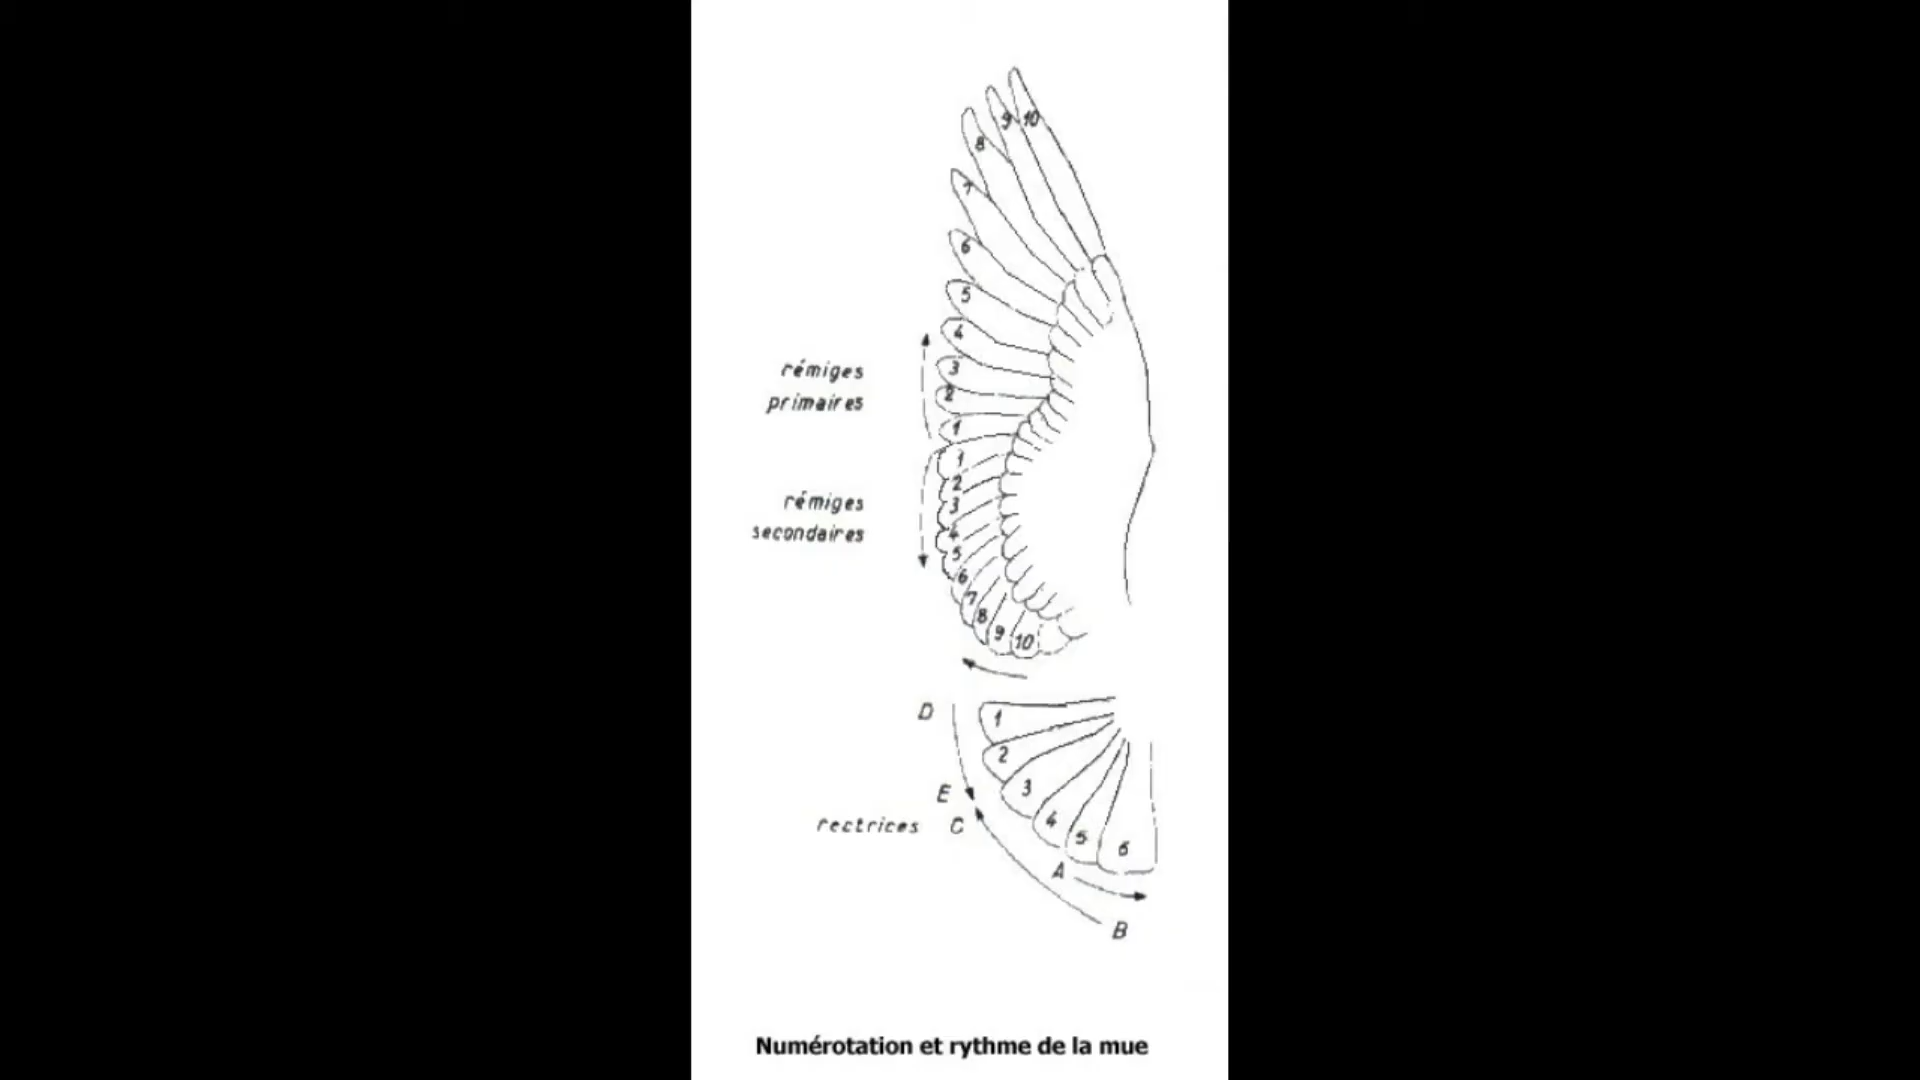 10
9
8
7
6
5
4
rémiges
3
primaires
2
1
1
2
rémiges
3
secondaires
4
5
6
7
8
9
10
D
1
2
E
3
rectrices C
4
5
6
A
B
Numérotation et rythme de la mue